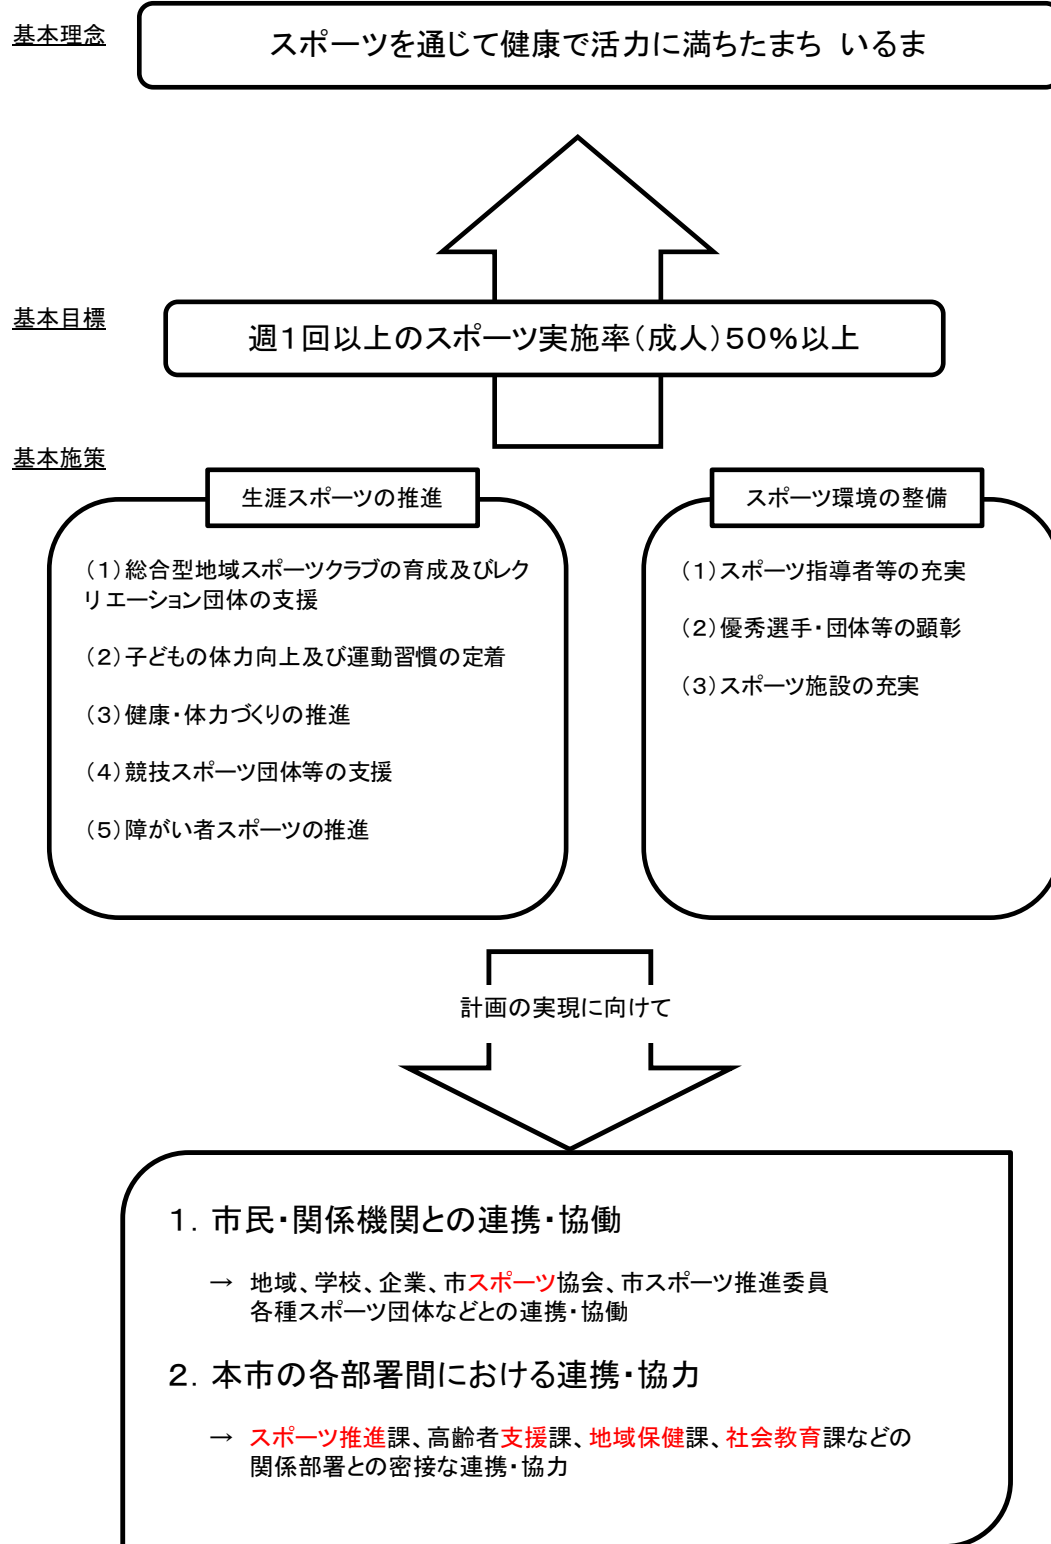 基本理念
スポーツを通じて健康で活力に満ちたまち いるま
基本目標
週1回以上のスポーツ実施率(成人)50%以上
基本施策
生涯スポーツの推進
(1)総合型地域スポーツクラブの育成及びレク
リエーション団体の支援
(2)子どもの体力向上及び運動習慣の定着
(3)健康・体力づくりの推進
(4)競技スポーツ団体等の支援
(5)障がい者スポーツの推進
スポーツ環境の整備
(1)スポーツ指導者等の充実
(2)優秀選手・団体等の顕彰
(3)スポーツ施設の充実
計画の実現に向けて
1.市民・関係機関との連携・協働
→ 地域、学校、企業、市スポーツ協会、市スポーツ推進委員
各種スポーツ団体などとの連携・協働
2.本市の各部署間における連携・協力
→ スポーツ推進課、高齢者支援課、地域保健課、社会教育課などの
関係部署との密接な連携・協力